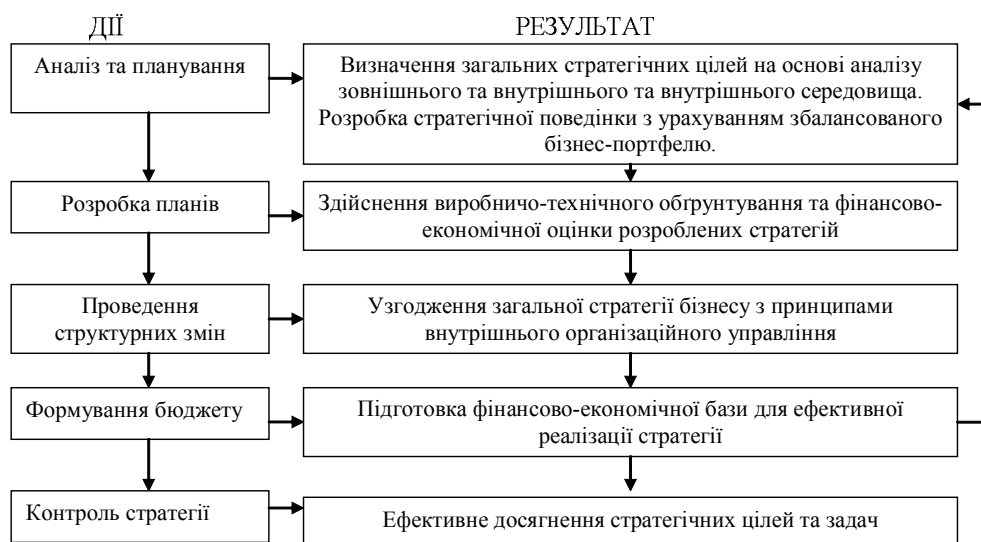 ДІЇ
РЕЗУЛЬТАТ
Аналіз та планування
Визначення загальних стратегічних цілей на основі аналізу
зовнішнього та внутрішнього та внутрішнього середовища.
Розробка стратегічної поведінки з урахуванням збалансованого
бізнес-портфелю.
Розробка планів
Здійснення виробничо-технічного обґрунтування та фінансово-
економічної оцінки розроблених стратегій
Проведення
структурних змін
Узгодження загальної стратегії бізнесу з принципами
внутрішнього організаційного управління
Формування бюджету
Підготовка фінансово-економічної бази для ефективної
реалізації стратегії
Контроль стратегії
Ефективне досягнення стратегічних цілей та задач